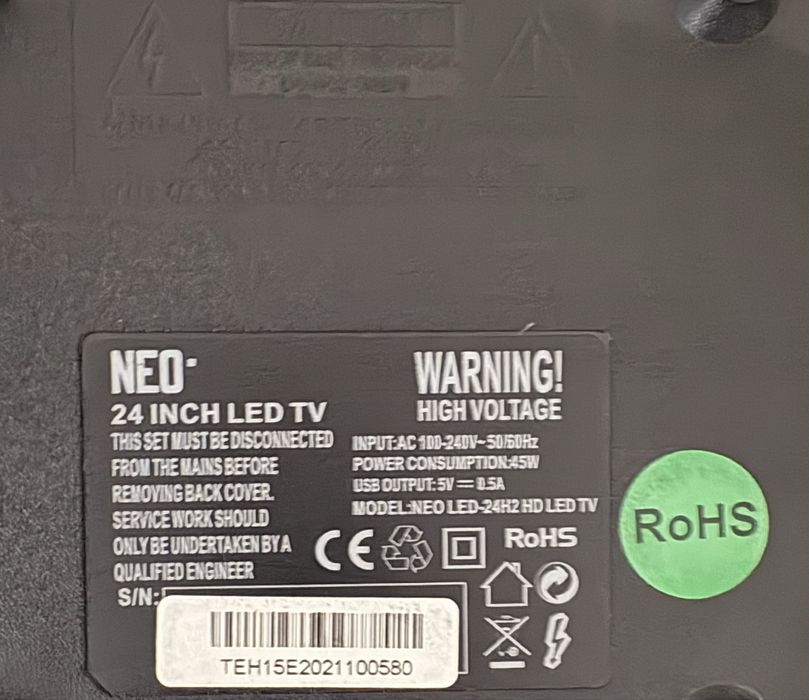 NEO
24 INCH LED TV
THIS SET MUST BE DISCONNECTED
FROM THE MAINS BEFORE
REMOVING BACK COVER.
SERVICE WORK SHOULD
ONLY BE UNDERTAKEN BY A
QUALIFIED ENGINEER
S/N:
TEH15E2021100580
WARNING!
HIGH VOLTAGE
INPUT:AC 100-240V~50/60Hz
POWER CONSUMPTION:45W
USB OUTPUT: 5V ⎓ 0.5A
MODEL:NEO LED-24H2 HD LED TV
CE
RoHS
RoHS